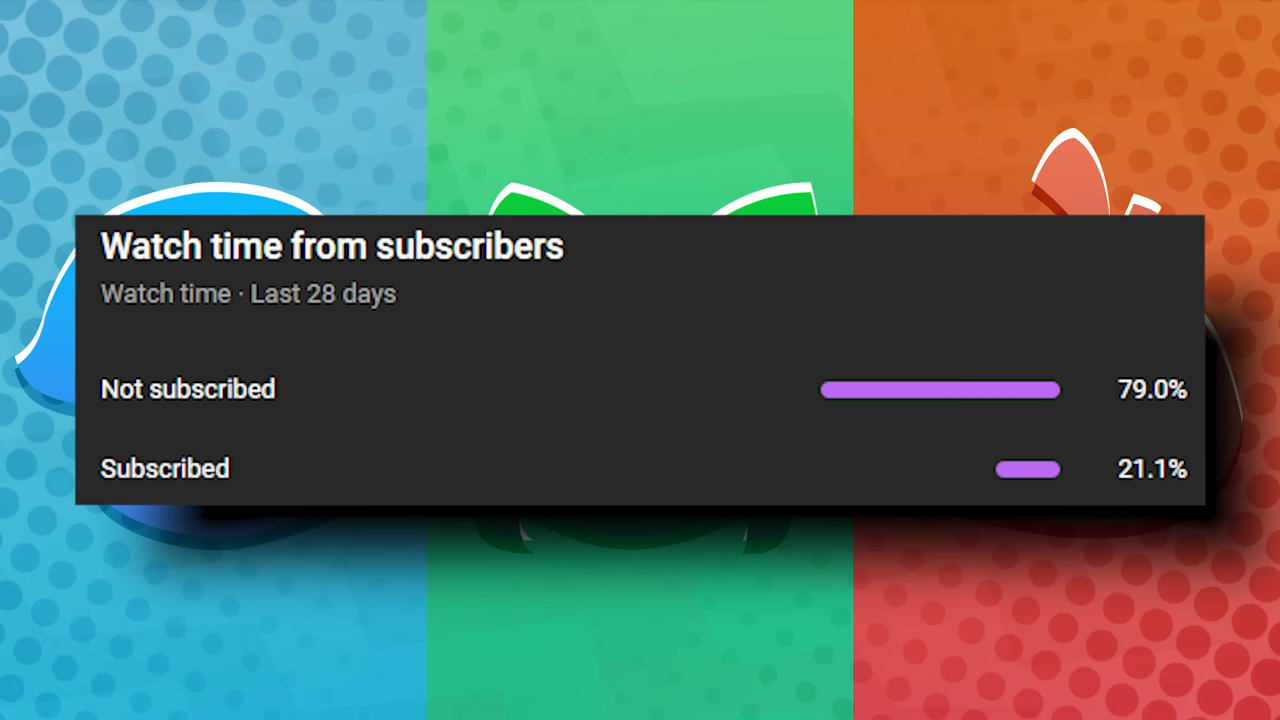 Watch time from subscribers
Watch time · Last 28 days
Not subscribed 79.0%
Subscribed 21.1%